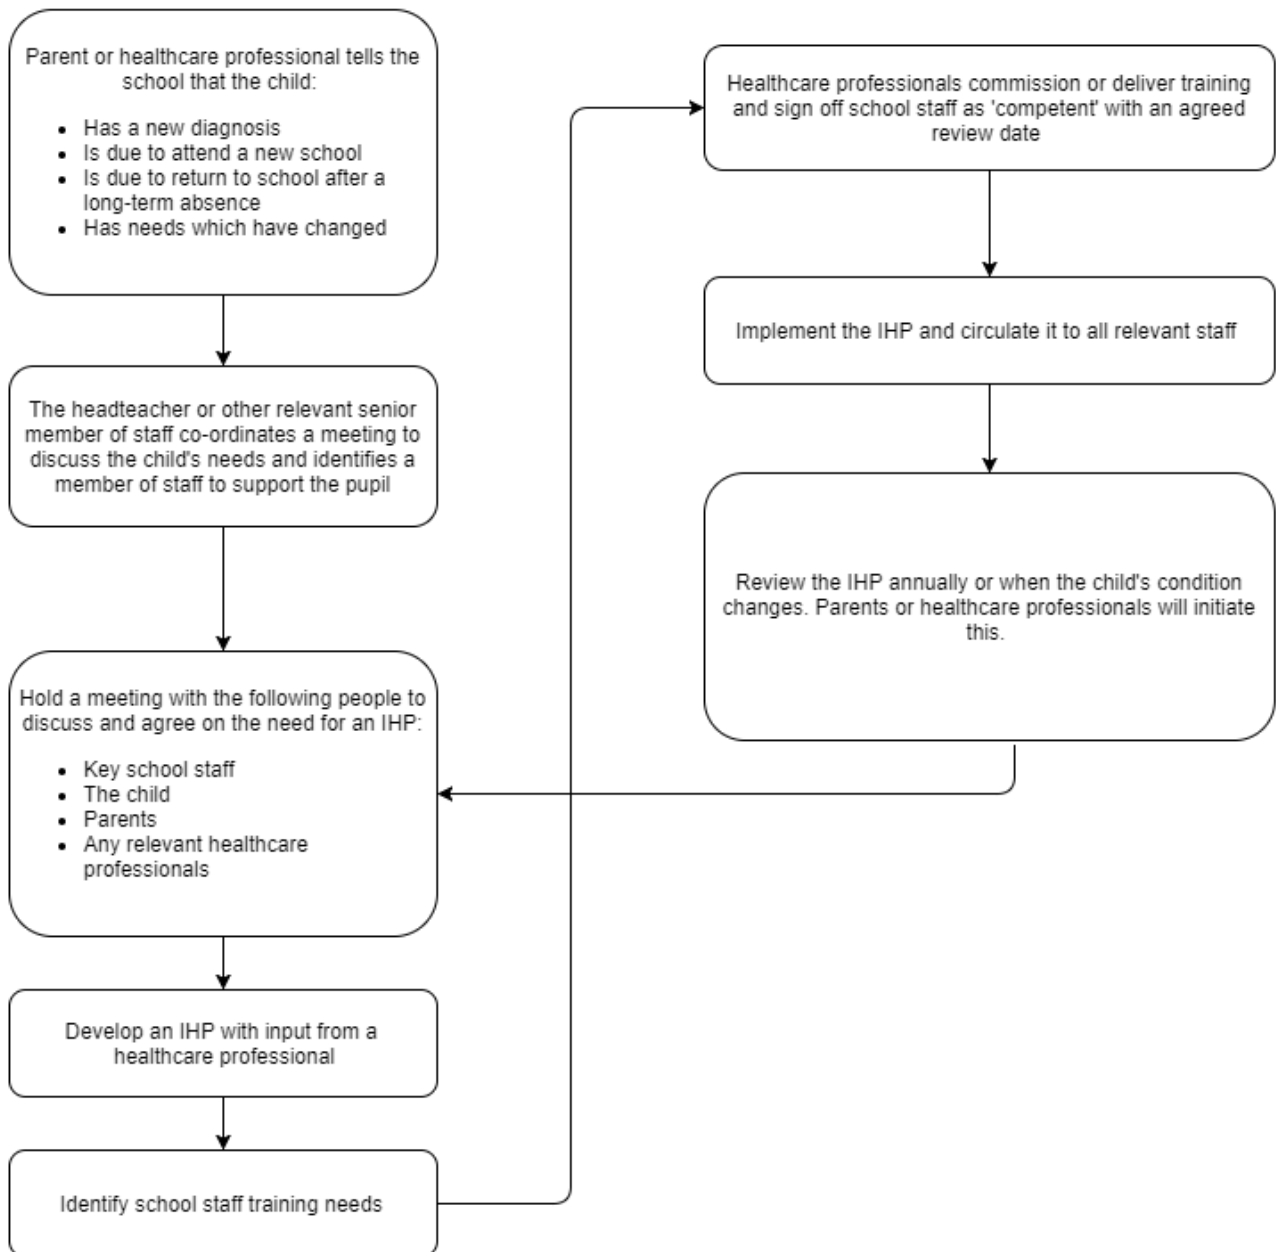 Parent or healthcare professional tells the
school that the child:
• Has a new diagnosis
• Is due to attend a new school
• Is due to return to school after a
long-term absence
• Has needs which have changed
The headteacher or other relevant senior
member of staff co-ordinates a meeting to
discuss the child's needs and identifies a
member of staff to support the pupil
Hold a meeting with the following people to
discuss and agree on the need for an IHP:
• Key school staff
• The child
• Parents
• Any relevant healthcare
professionals
Develop an IHP with input from a
healthcare professional
Identify school staff training needs
Healthcare professionals commission or deliver training
and sign off school staff as 'competent' with an agreed
review date
Implement the IHP and circulate it to all relevant staff
Review the IHP annually or when the child's condition
changes. Parents or healthcare professionals will initiate
this.